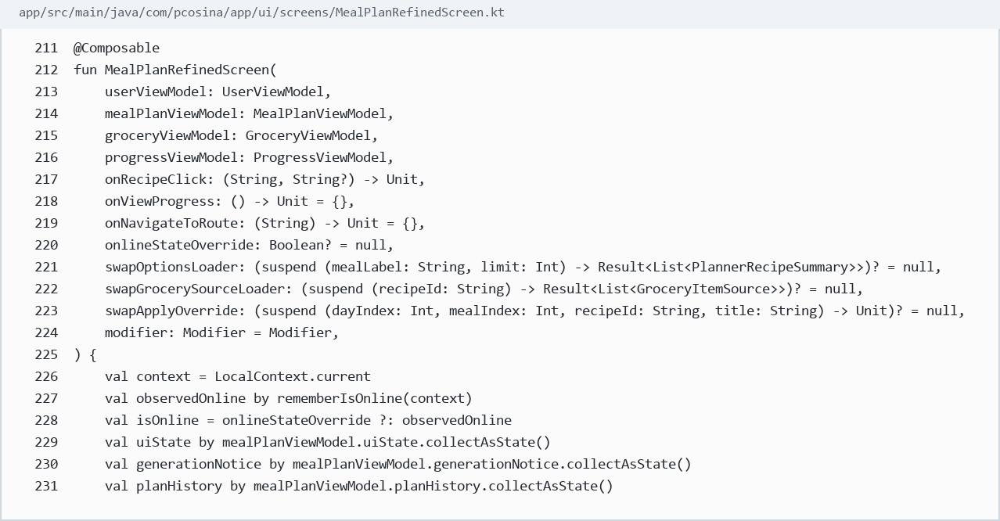 app/src/main/java/com/pcosina/app/ui/screens/MealPlanRefinedScreen.kt
211 @Composable
212 fun MealPlanRefinedScreen(
213     userViewModel: UserViewModel,
214     mealPlanViewModel: MealPlanViewModel,
215     groceryViewModel: GroceryViewModel,
216     progressViewModel: ProgressViewModel,
217     onRecipeClick: (String, String?) -> Unit,
218     onViewProgress: () -> Unit = {},
219     onNavigateToRoute: (String) -> Unit = {},
220     onlineStateOverride: Boolean? = null,
221     swapOptionsLoader: (suspend (mealLabel: String, limit: Int) -> Result<List<PlannerRecipeSummary>>)? = null,
222     swapGrocerySourceLoader: (suspend (recipeId: String) -> Result<List<GroceryItemSource>>)? = null,
223     swapApplyOverride: (suspend (dayIndex: Int, mealIndex: Int, recipeId: String, title: String) -> Unit)? = null,
224     modifier: Modifier = Modifier,
225 ) {
226     val context = LocalContext.current
227     val observedOnline by rememberIsOnline(context)
228     val isOnline = onlineStateOverride ?: observedOnline
229     val uiState by mealPlanViewModel.uiState.collectAsState()
230     val generationNotice by mealPlanViewModel.generationNotice.collectAsState()
231     val planHistory by mealPlanViewModel.planHistory.collectAsState()